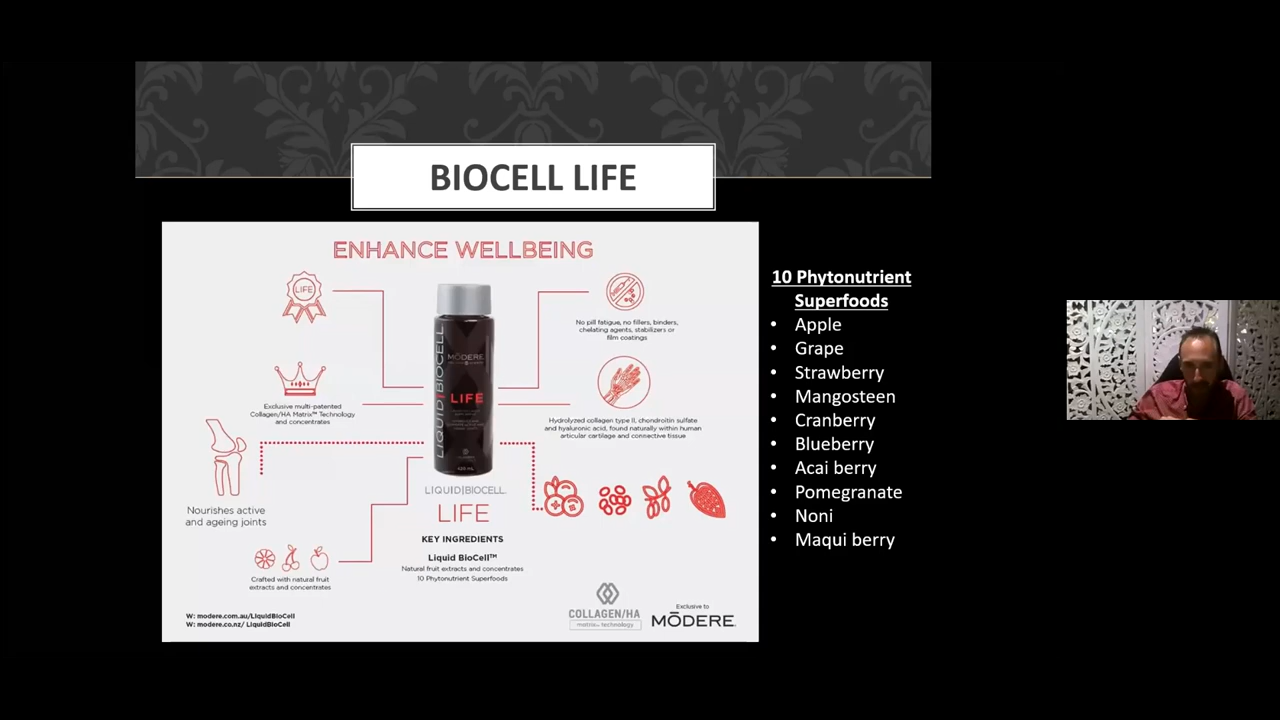 BIOCELL LIFE
ENHANCE WELLBEING
LIFE
No pill fatigue, no fillers, binders,
chelating agents, stabilizers or
film coatings
Exclusive multi-patented
Collagen/HA Matrix™ Technology
and concentrates
Hydrolyzed collagen type II, chondroitin sulfate
and hyaluronic acid, found naturally within human
articular cartilage and connective tissue
LIQUID|BIOCELL
MŌDERE
LIFE
Nourishes active
and ageing joints
LIQUID|BIOCELL
LIFE
KEY INGREDIENTS
Liquid BioCell™
Natural fruit extracts and concentrates
10 Phytonutrient Superfoods
Crafted with natural fruit
extracts and concentrates
W: modere.com.au/LiquidBioCell
W: modere.co.nz/ LiquidBioCell
COLLAGEN/HA
matrix™ technology
Exclusive to
MŌDERE.
10 Phytonutrient
Superfoods
• Apple
• Grape
• Strawberry
• Mangosteen
• Cranberry
• Blueberry
• Acai berry
• Pomegranate
• Noni
• Maqui berry